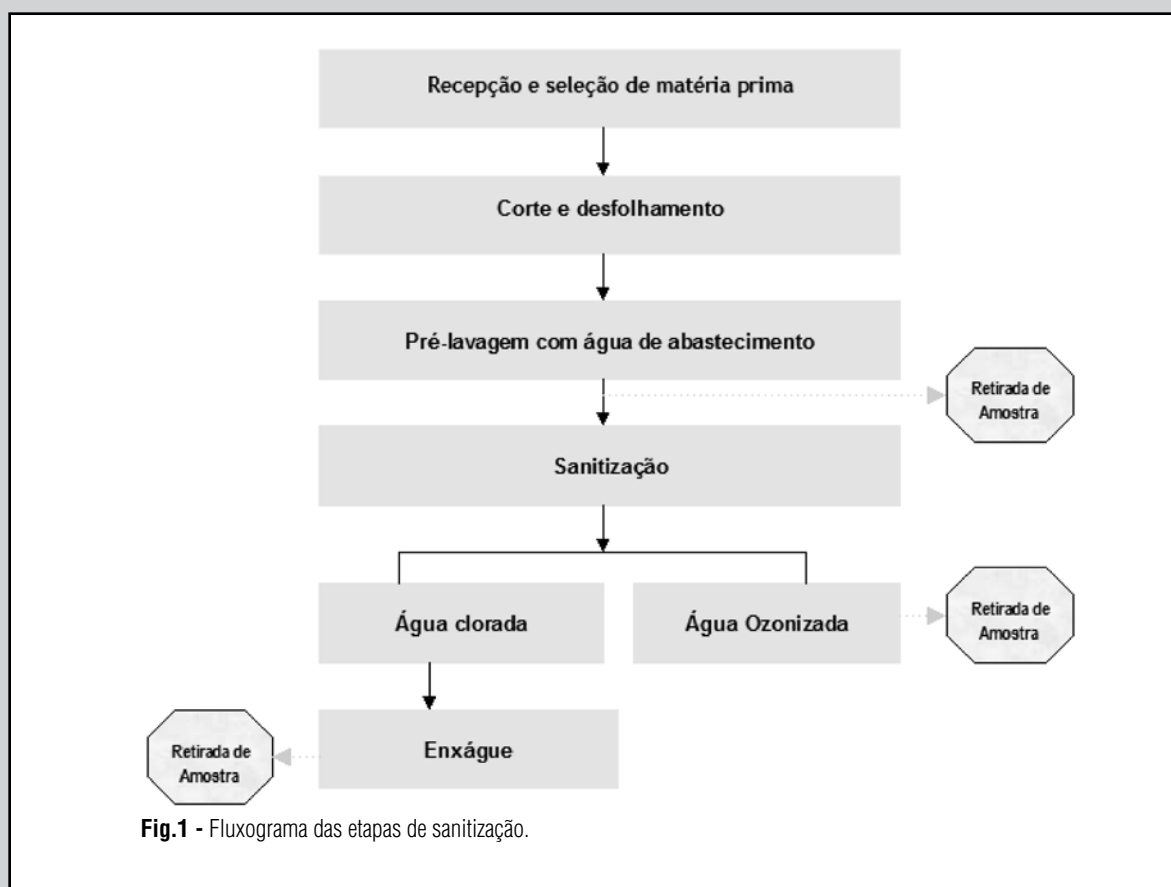 Recepção e seleção de matéria prima
Corte e desfolhamento
Pré-lavagem com água de abastecimento
Retirada de
Amostra
Sanitização
Água clorada
Água Ozonizada
Retirada de
Amostra
Enxágue
Retirada de
Amostra
Fig.1 - Fluxograma das etapas de sanitização.